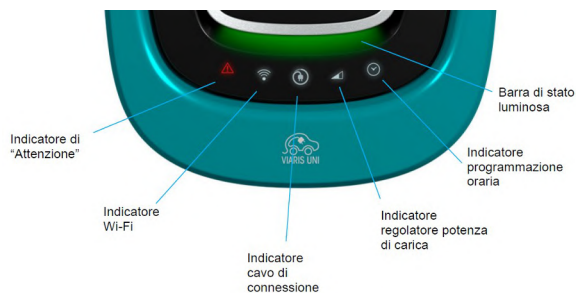 Barra di stato
luminosa
Indicatore di
“Attenzione”
VIARIS UNI
Indicatore
programmazione
oraria
Indicatore
Wi-Fi
Indicatore
regolatore potenza
di carica
Indicatore
cavo di
connessione